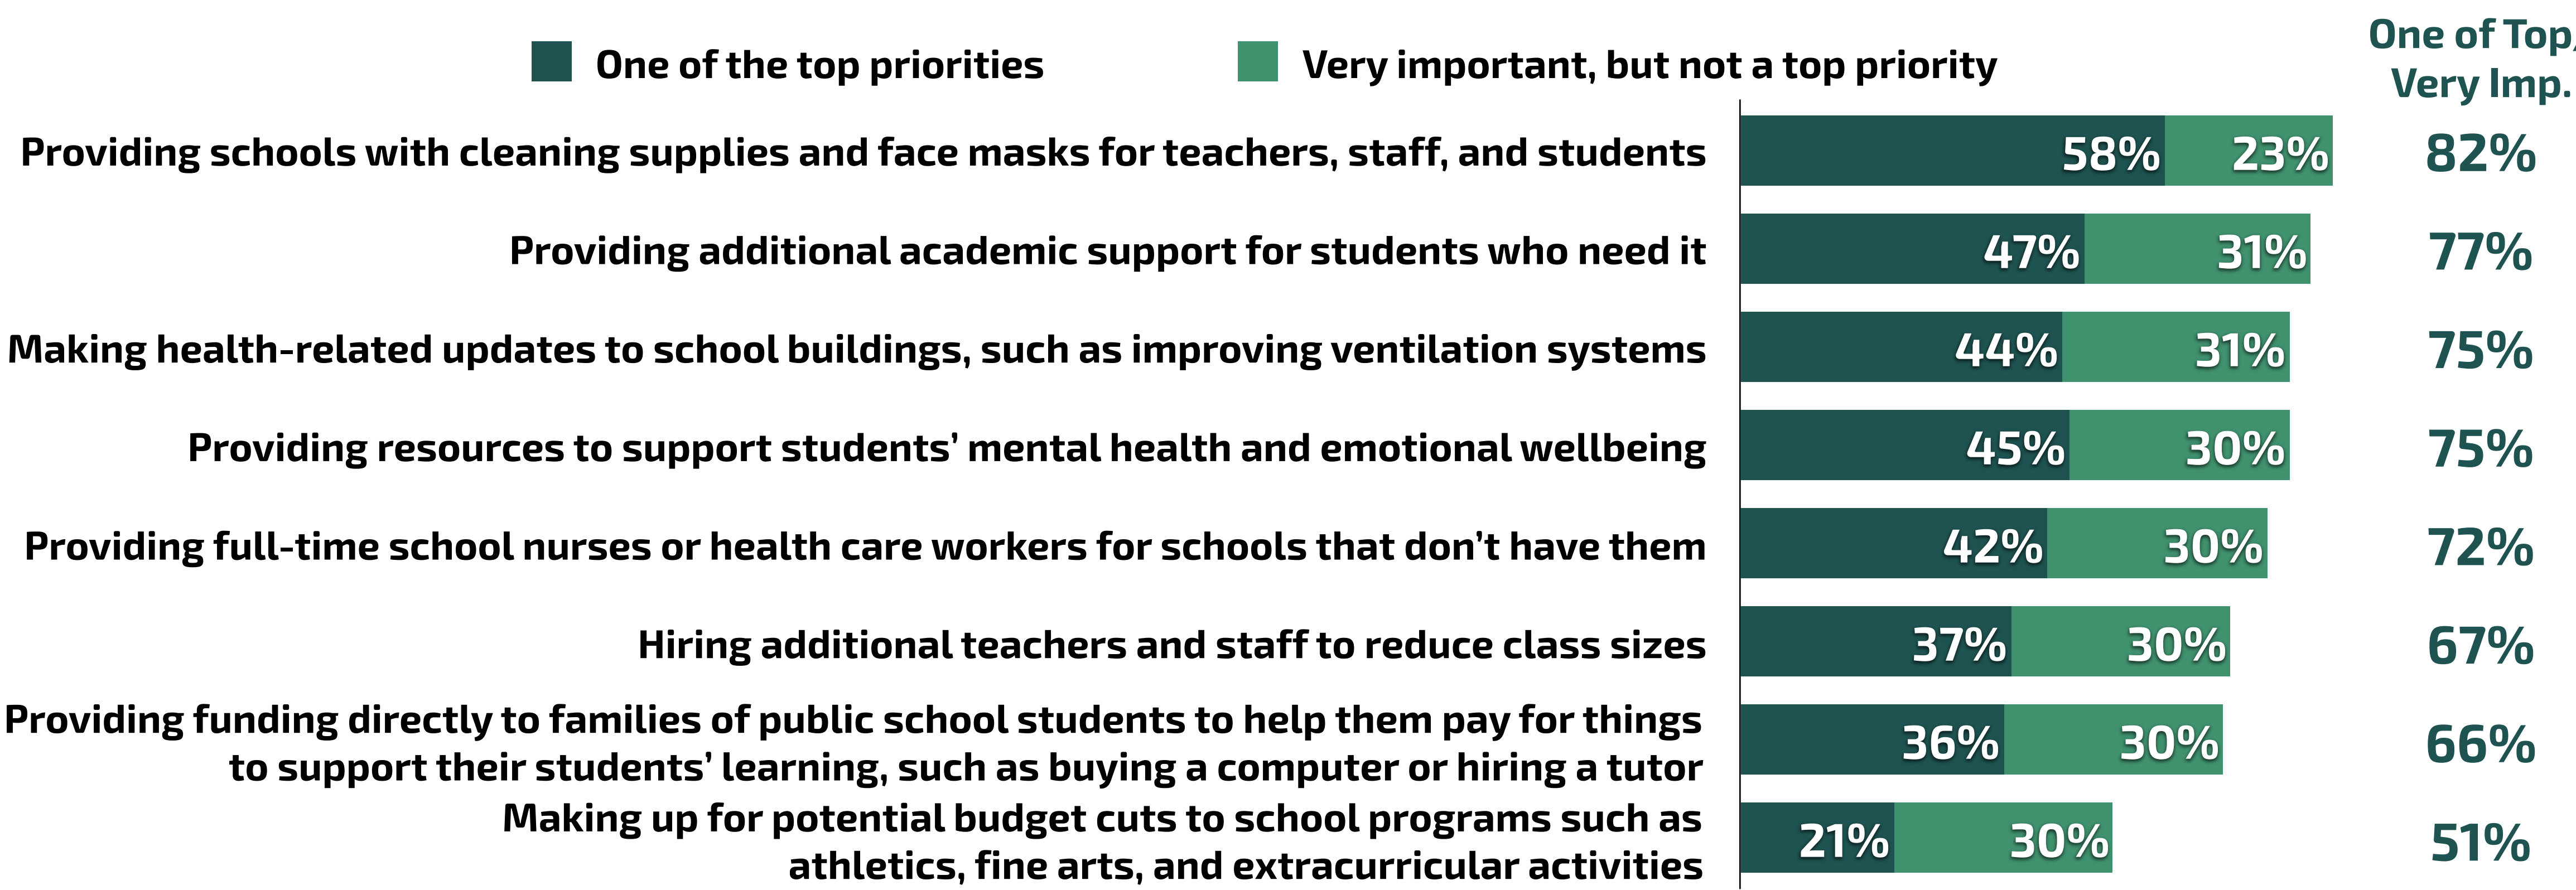 One of the top priorities
Very important, but not a top priority
One of Top/
Very Imp.
Providing schools with cleaning supplies and face masks for teachers, staff, and students
58% 23% 82%
Providing additional academic support for students who need it
47% 31% 77%
Making health-related updates to school buildings, such as improving ventilation systems
44% 31% 75%
Providing resources to support students’ mental health and emotional wellbeing
45% 30% 75%
Providing full-time school nurses or health care workers for schools that don’t have them
42% 30% 72%
Hiring additional teachers and staff to reduce class sizes
37% 30% 67%
Providing funding directly to families of public school students to help them pay for things
to support their students’ learning, such as buying a computer or hiring a tutor
36% 30% 66%
Making up for potential budget cuts to school programs such as
athletics, fine arts, and extracurricular activities
21% 30% 51%